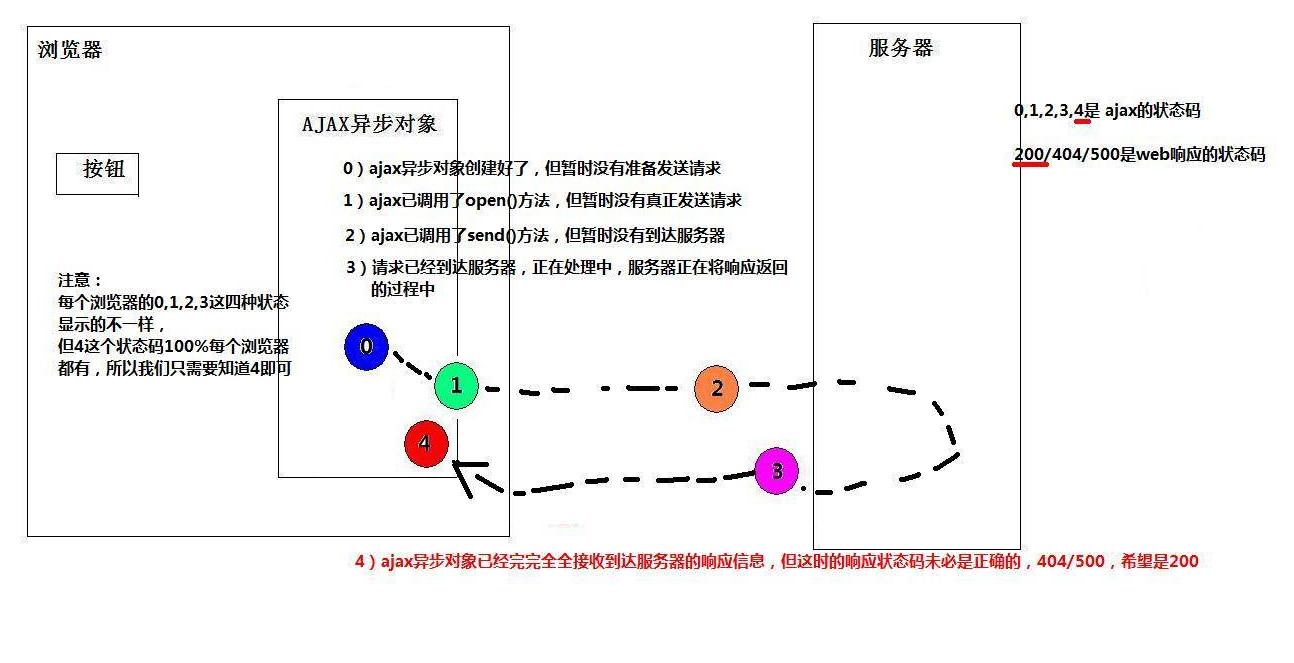 浏览器
服务器
AJAX异步对象
0,1,2,3,4是 ajax的状态码
200/404/500是web响应的状态码
按钮
0）ajax异步对象创建好了，但暂时没有准备发送请求
1）ajax已调用了open()方法，但暂时没有真正发送请求
2）ajax已调用了send()方法，但暂时没有到达服务器
3）请求已经到达服务器，正在处理中，服务器正在将响应返回
的过程中
注意：
每个浏览器的0,1,2,3这四种状态
显示的不一样，
但4这个状态码100%每个浏览器
都有，所以我们只需要知道4即可
0
1
2
4
3
4）ajax异步对象已经完完全全接收到达服务器的响应信息，但这时的响应状态码未必是正确的，404/500，希望是200